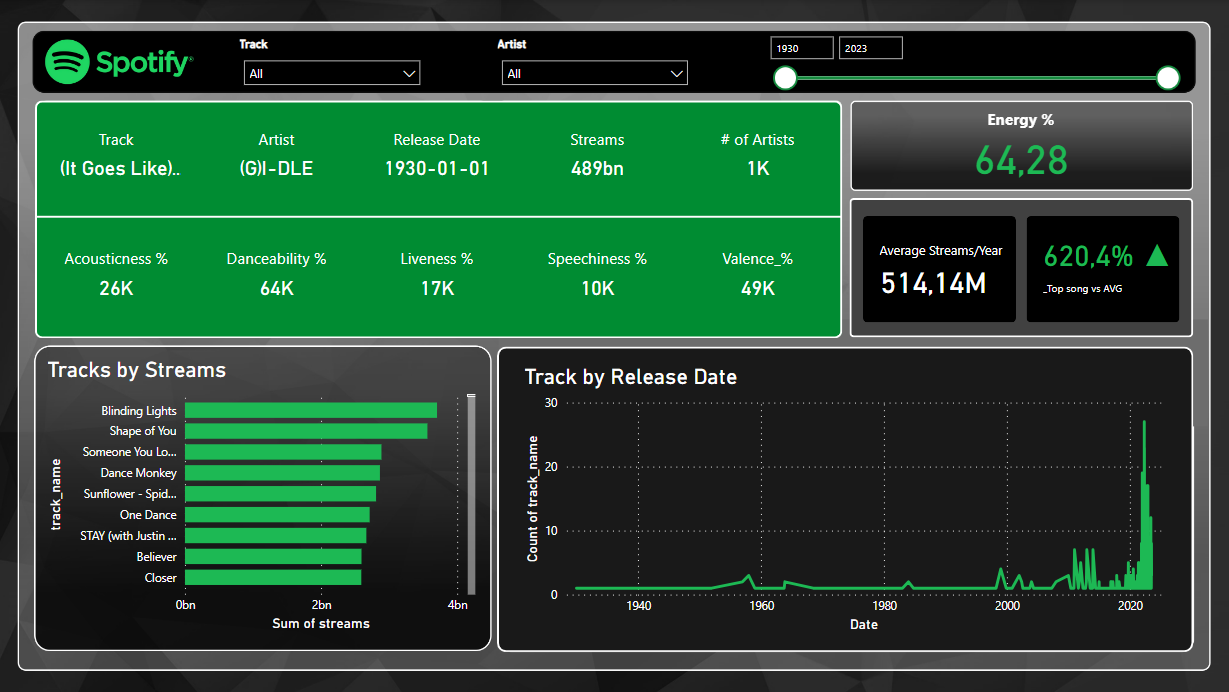 Spotify
Track
All
Artist
All
1930
2023
Track
Artist
Release Date
Streams
# of Artists
(It Goes Like)..
(G)I-DLE
1930-01-01
489bn
1K
Acousticness %
Danceability %
Liveness %
Speechiness %
Valence_%
26K
64K
17K
10K
49K
Energy %
64,28
Average Streams/Year
514,14M
620,4%
_Top song vs AVG
Tracks by Streams
track_name
Blinding Lights
Shape of You
Someone You Lo...
Dance Monkey
Sunflower - Spid...
One Dance
STAY (with Justin ...
Believer
Closer
0bn
2bn
4bn
Sum of streams
Track by Release Date
Count of track_name
30
20
10
0
1940
1960
1980
2000
2020
Date